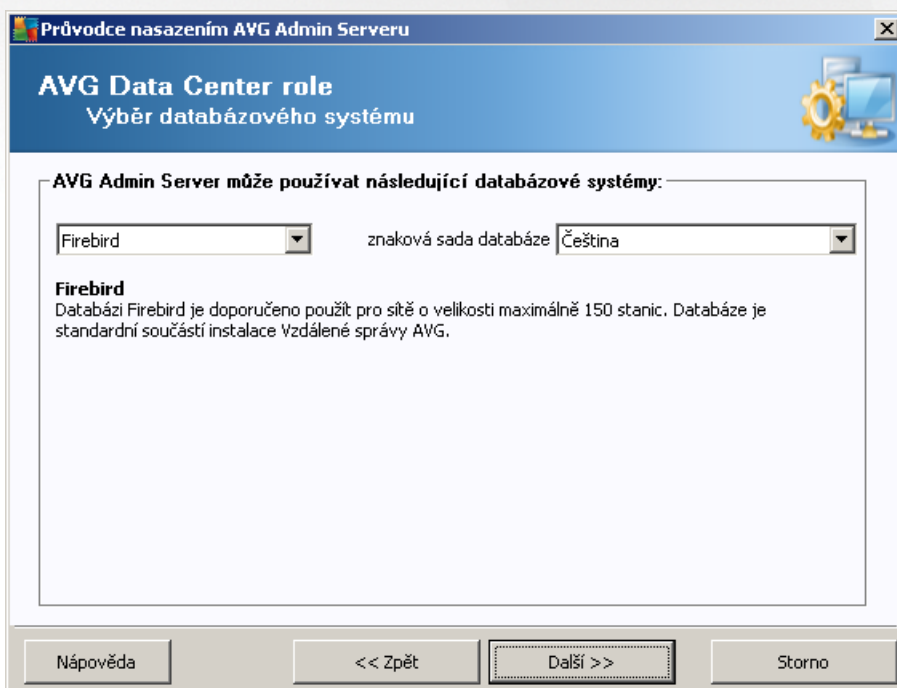 Průvodce nasazením AVG Admin Serveru
AVG Data Center role
Výběr databázového systému
AVG Admin Server může používat následující databázové systémy:
Firebird
znaková sada databáze
Čeština
Firebird
Databázi Firebird je doporučeno použít pro sítě o velikosti maximálně 150 stanic. Databáze je
standardní součástí instalace Vzdálené správy AVG.
Nápověda
<< Zpět
Další >>
Storno